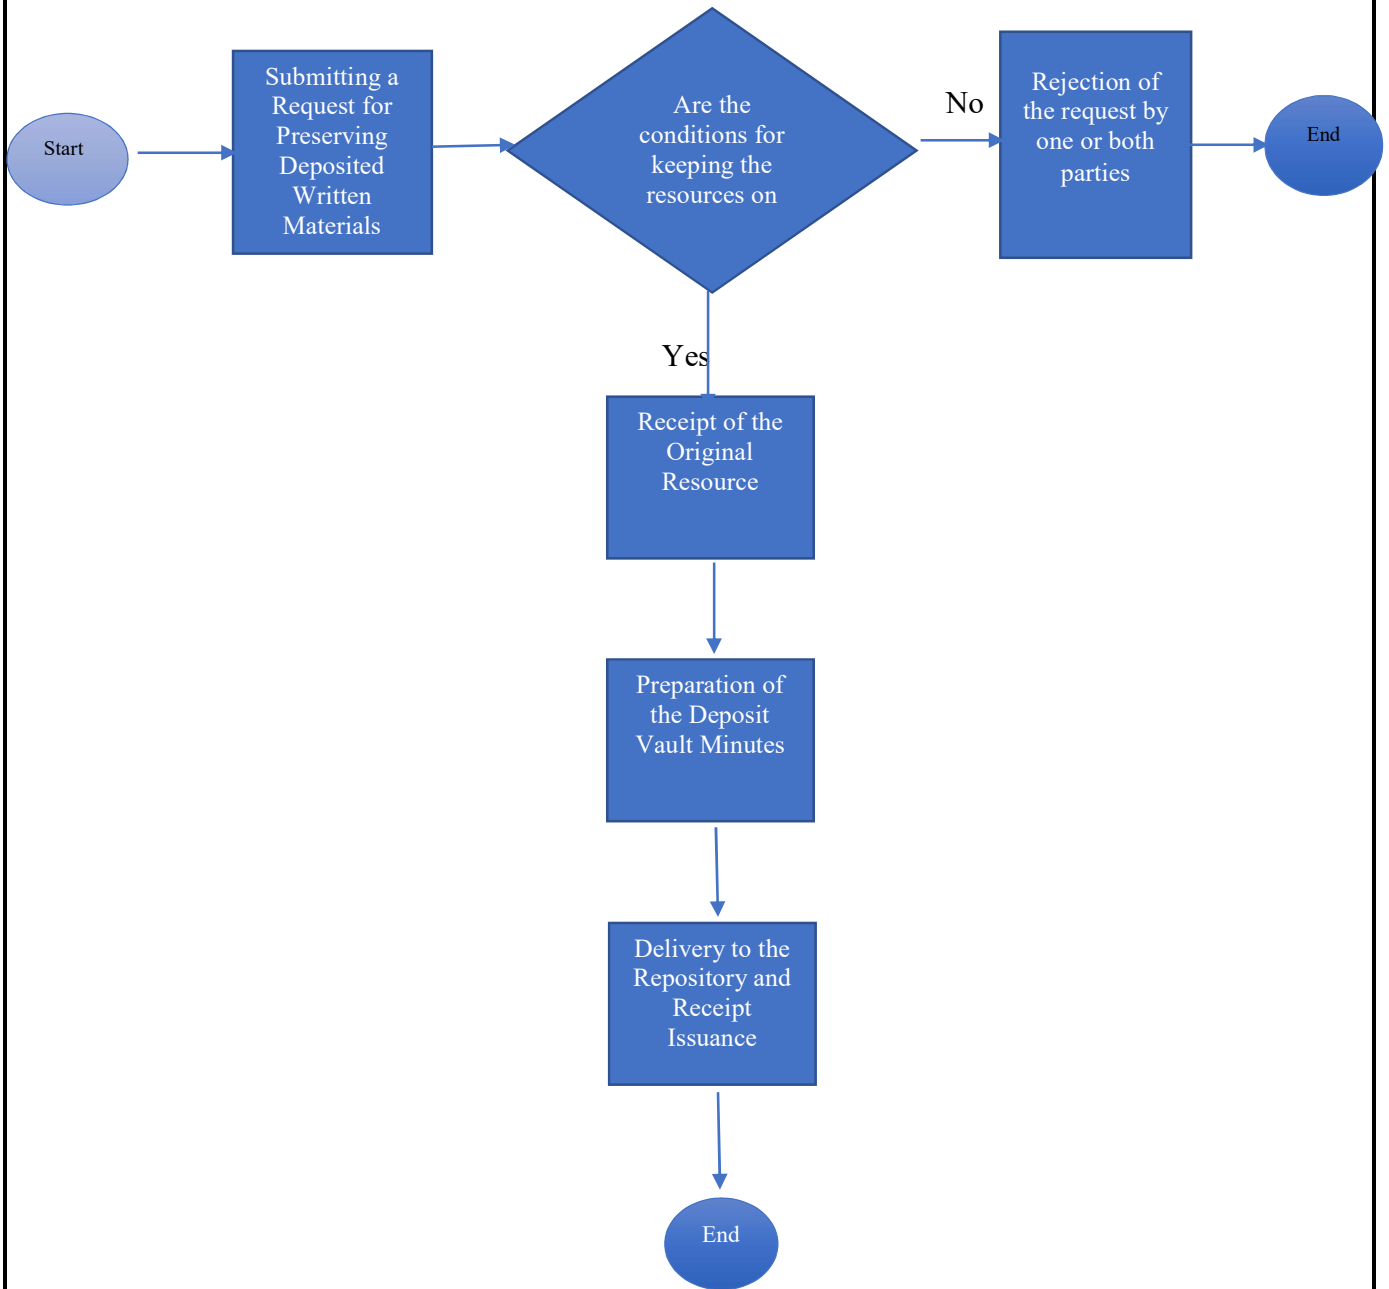 Start
Submitting a
Request for
Preserving
Deposited
Written
Materials
Are the
conditions for
keeping the
resources on
No
Rejection of
the request by
one or both
parties
End
Yes
Receipt of the
Original
Resource
Preparation of
the Deposit
Vault Minutes
Delivery to the
Repository and
Receipt
Issuance
End